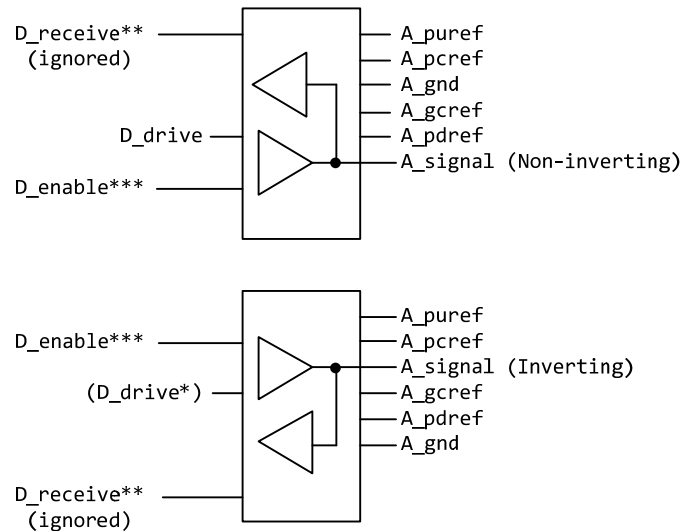 D_receive**
(ignored)
D_drive
D_enable***
A_puref
A_pcref
A_gnd
A_gcref
A_pdref
A_signal (Non-inverting)
D_enable***
(D_drive*)
D_receive**
(ignored)
A_puref
A_pcref
A_signal (Inverting)
A_gcref
A_pdref
A_gnd